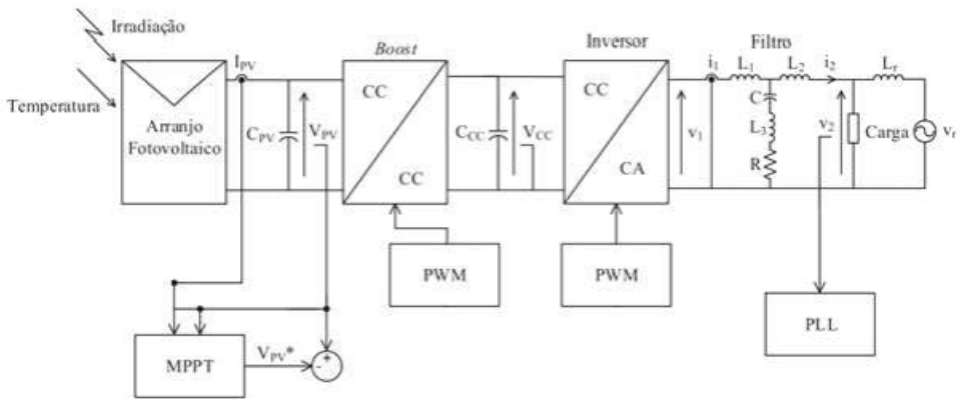 Irradiação
Temperatura
Arranjo
Fotovoltaico
I_PV
C_PV
V_PV
Boost
CC
CC
C_CC
V_CC
Inversor
CC
CA
v_1
i_1
Filtro
L_1
L_2
i_2
C
L_3
R
v_2
Carga
L_r
v_r
PWM
PWM
PLL
MPPT
V_PV*
-
+